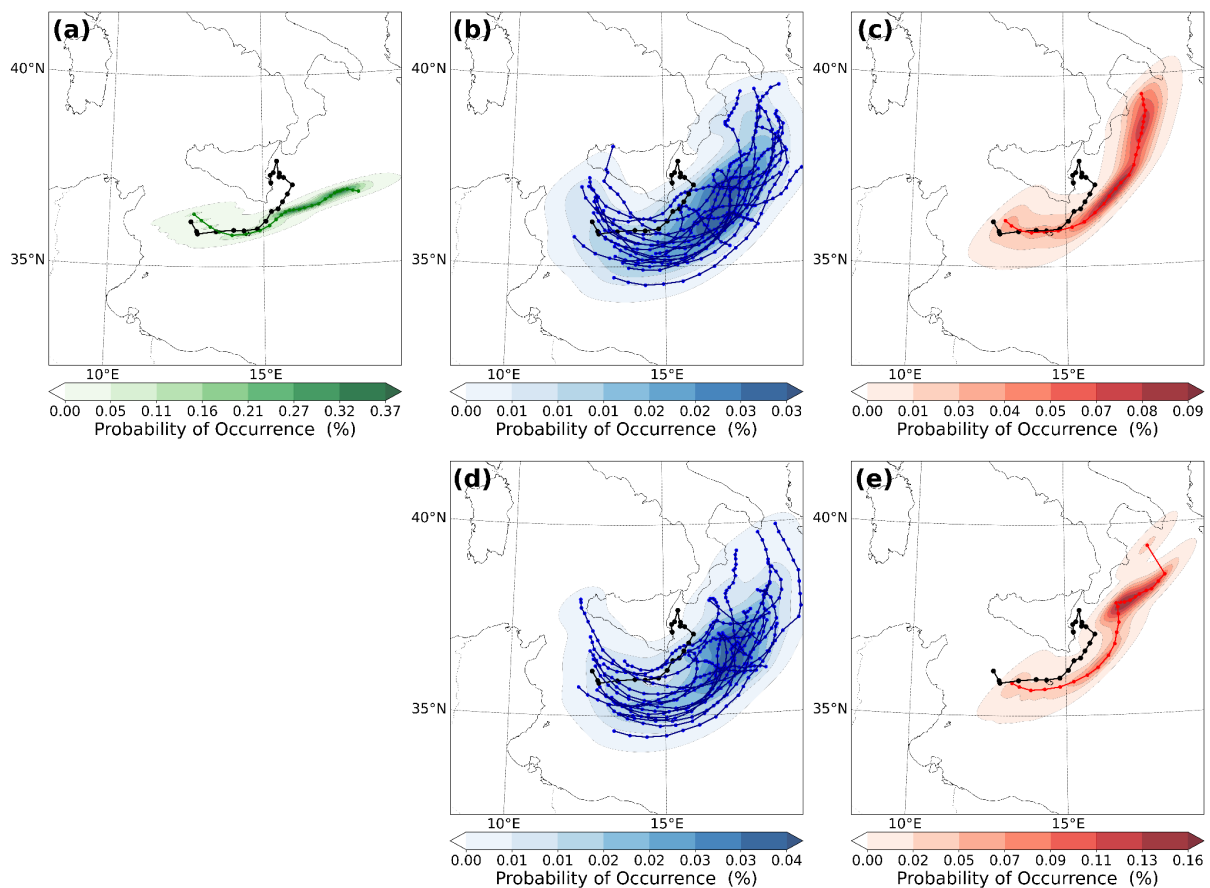 (a)
(b)
(c)
40°N
40°N
40°N
35°N
35°N
35°N
10°E 15°E
10°E 15°E
10°E 15°E
0.00 0.05 0.11 0.16 0.21 0.27 0.32 0.37
0.00 0.01 0.01 0.01 0.02 0.03 0.03
0.00 0.01 0.03 0.04 0.05 0.07 0.08 0.09
Probability of Occurrence (%)
Probability of Occurrence (%)
Probability of Occurrence (%)
(d)
(e)
40°N
40°N
35°N
35°N
10°E 15°E
10°E 15°E
0.00 0.01 0.01 0.02 0.02 0.03 0.04
0.00 0.02 0.05 0.07 0.09 0.11 0.13 0.16
Probability of Occurrence (%)
Probability of Occurrence (%)